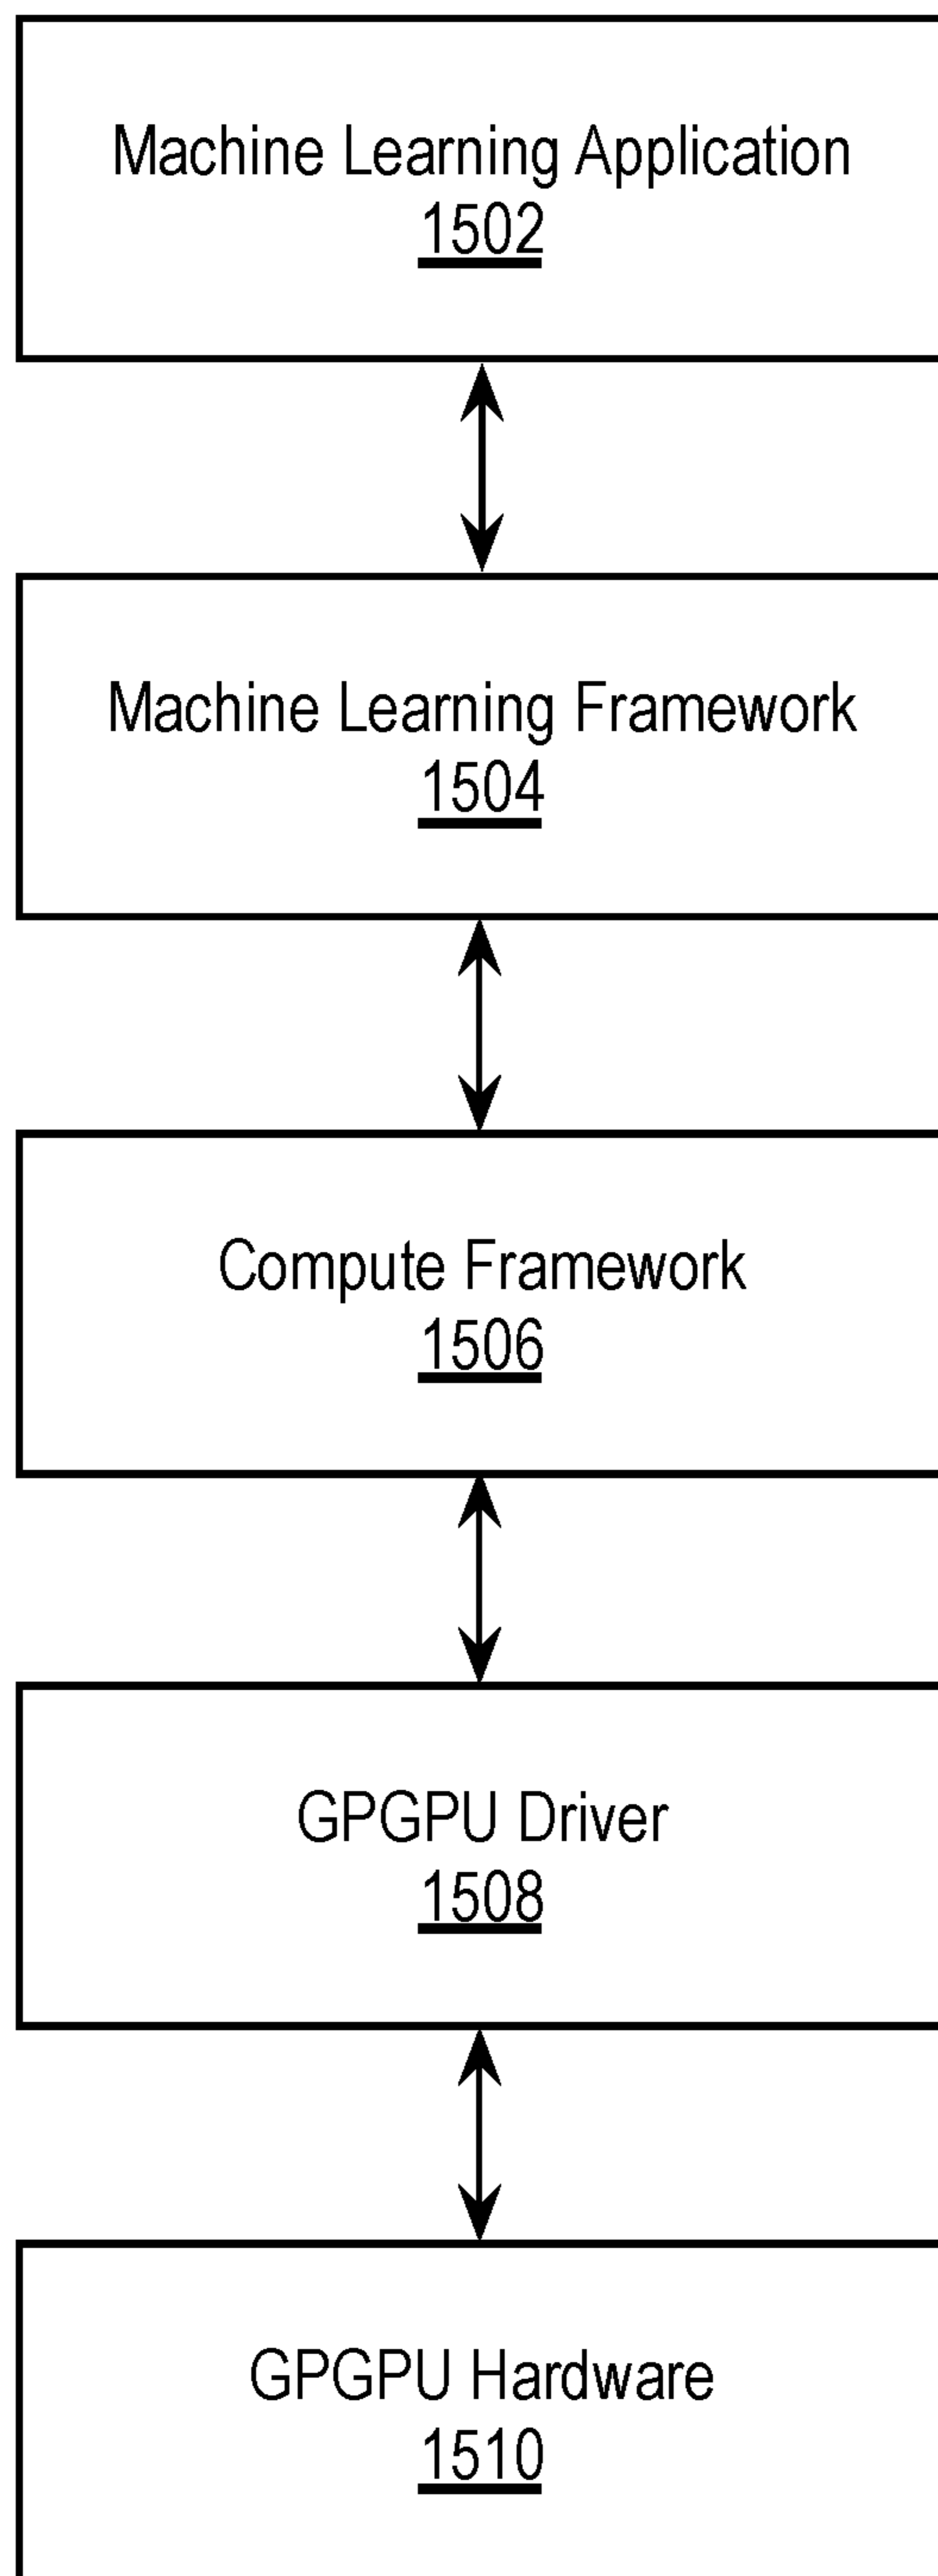 Machine Learning Application
1502
Machine Learning Framework
1504
Compute Framework
1506
GPGPU Driver
1508
GPGPU Hardware
1510